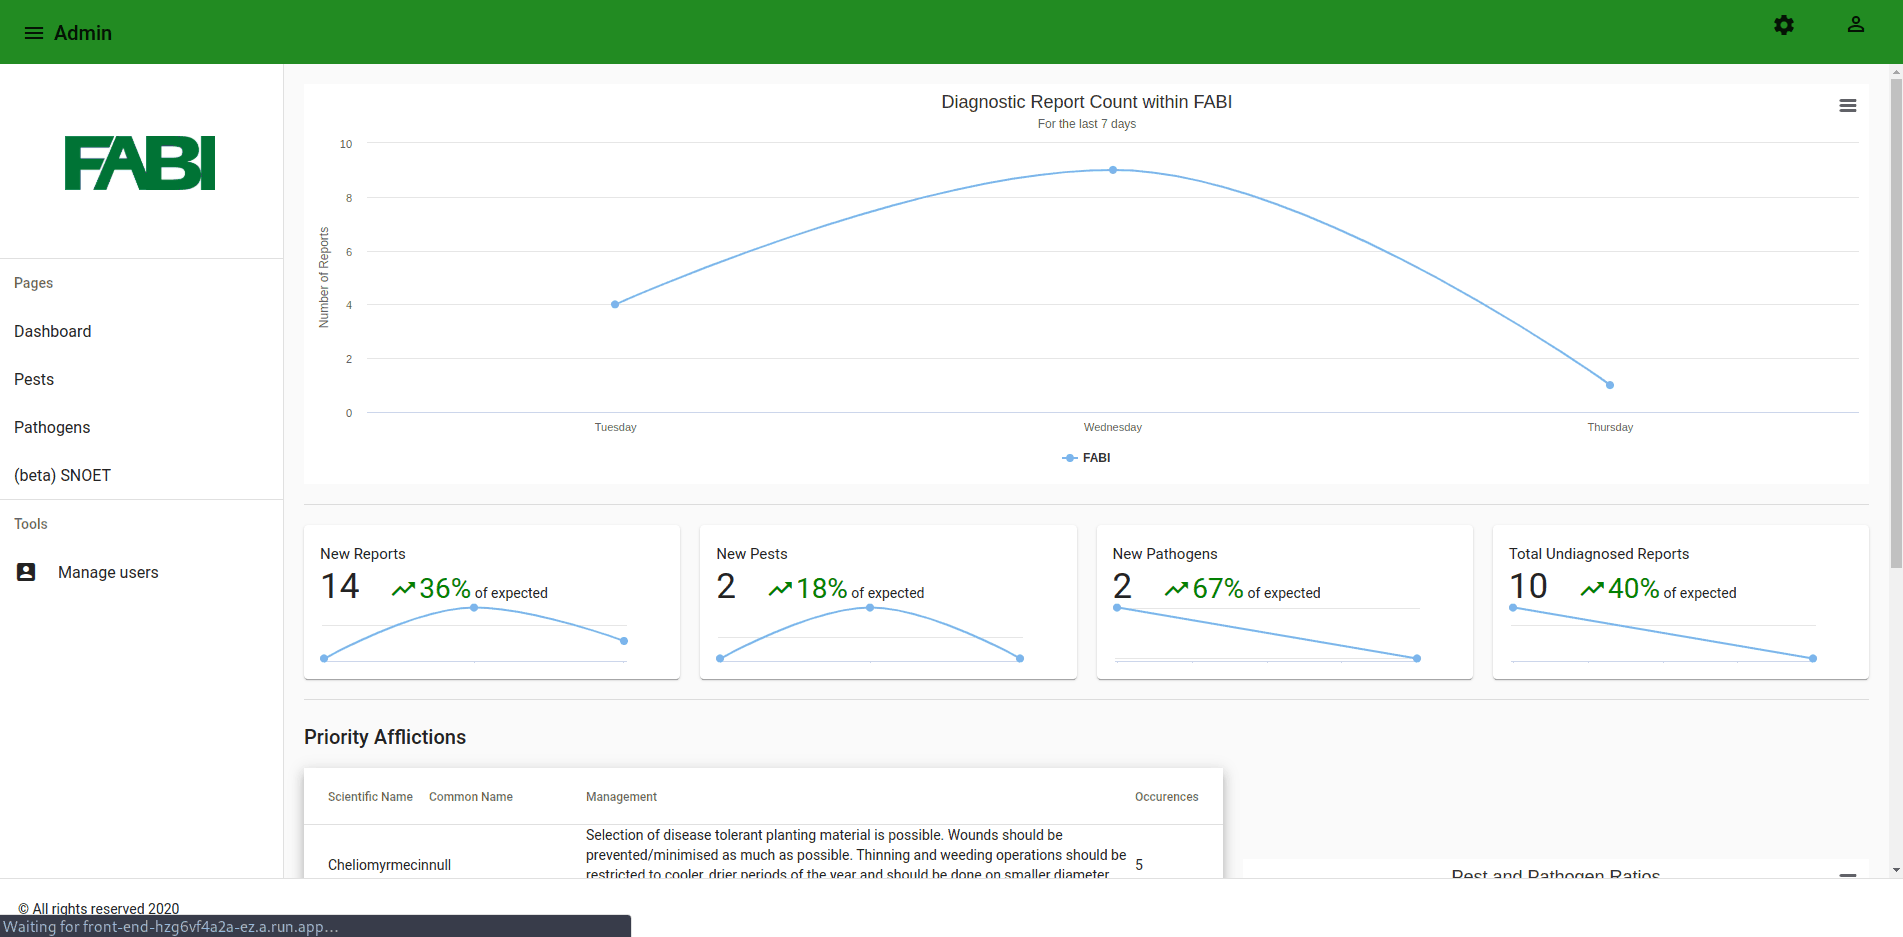 Admin
FABI
Pages
Dashboard
Pests
Pathogens
(beta) SNOET
Tools
Manage users
Diagnostic Report Count within FABI
For the last 7 days
Number of Reports
10
8
6
4
2
0
Tuesday
Wednesday
Thursday
FABI
New Reports
14
36% of expected
New Pests
2
18% of expected
New Pathogens
2
67% of expected
Total Undiagnosed Reports
10
40% of expected
Priority Afflictions
Scientific Name Common Name Management Occurences
Selection of disease tolerant planting material is possible. Wounds should be
prevented/minimised as much as possible. Thinning and weeding operations should be
Cheliomyrmecinnull 5
restricted to cooler, drier periods of the year and should be done on smaller diameter
Pest and Pathogen Ratios
© All rights reserved 2020
Waiting for front-end-hzg6vf4a2a-ez.a.run.app...